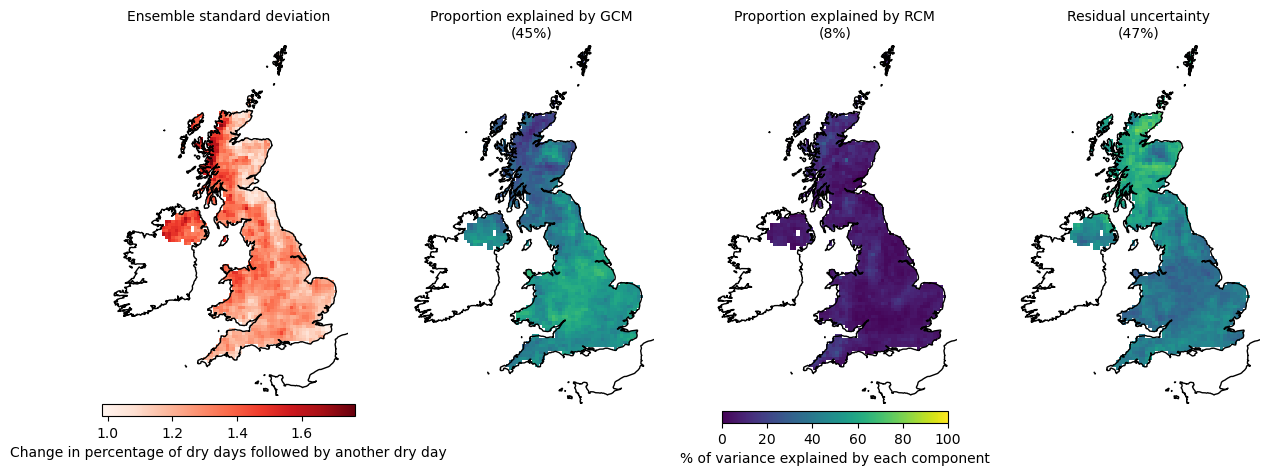 Ensemble standard deviation
Proportion explained by GCM
(45%)
Proportion explained by RCM
(8%)
Residual uncertainty
(47%)
1.0 1.2 1.4 1.6
Change in percentage of dry days followed by another dry day
0 20 40 60 80 100
% of variance explained by each component